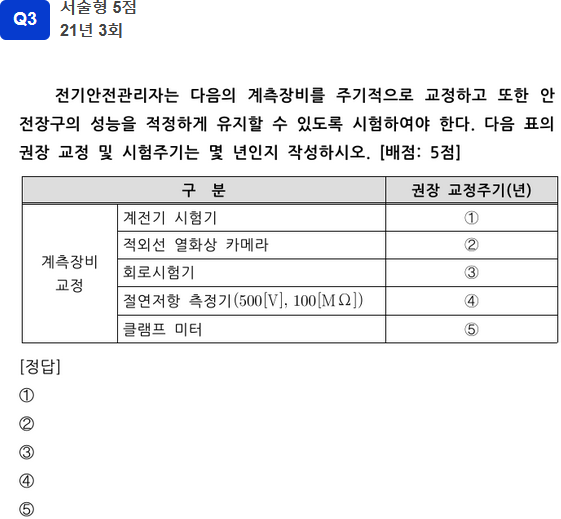 Q3
서술형 5점
21년 3회
전기안전관리자는 다음의 계측장비를 주기적으로 교정하고 또한 안
전장구의 성능을 적정하게 유지할 수 있도록 시험하여야 한다. 다음 표의
권장 교정 및 시험주기는 몇 년인지 작성하시오. [배점: 5점]
구 분 권장 교정주기(년)
계측장비
교정
계전기 시험기 ①
적외선 열화상 카메라 ②
회로시험기 ③
절연저항 측정기(500[V], 100[MΩ]) ④
클램프 미터 ⑤
[정답]
①
②
③
④
⑤